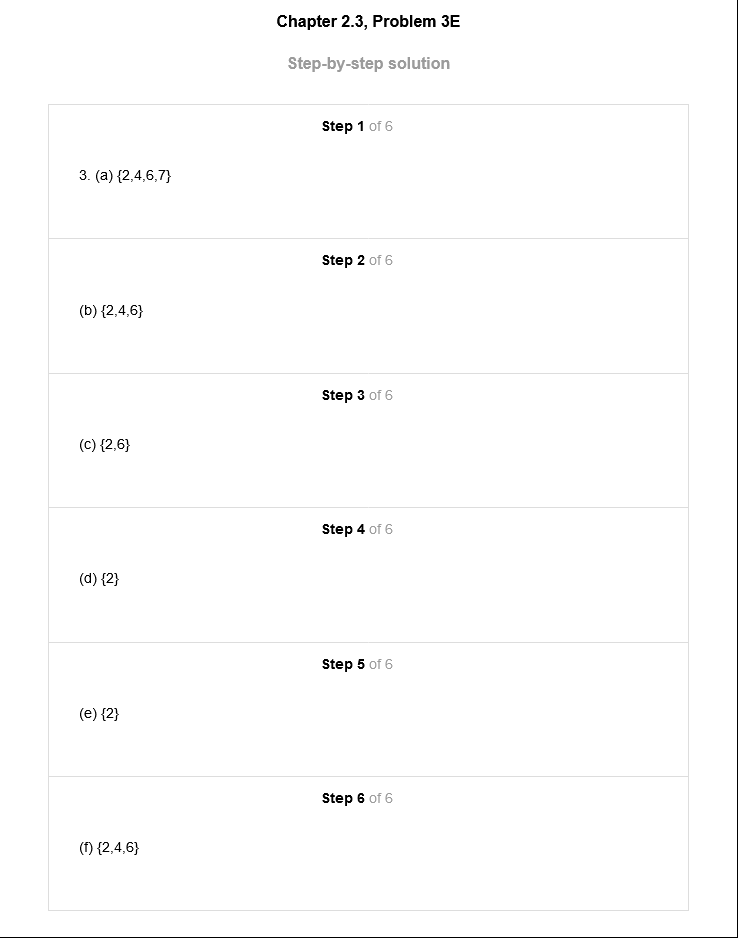 Chapter 2.3, Problem 3E
Step-by-step solution
Step 1 of 6
3. (a) {2,4,6,7}
Step 2 of 6
(b) {2,4,6}
Step 3 of 6
(c) {2,6}
Step 4 of 6
(d) {2}
Step 5 of 6
(e) {2}
Step 6 of 6
(f) {2,4,6}